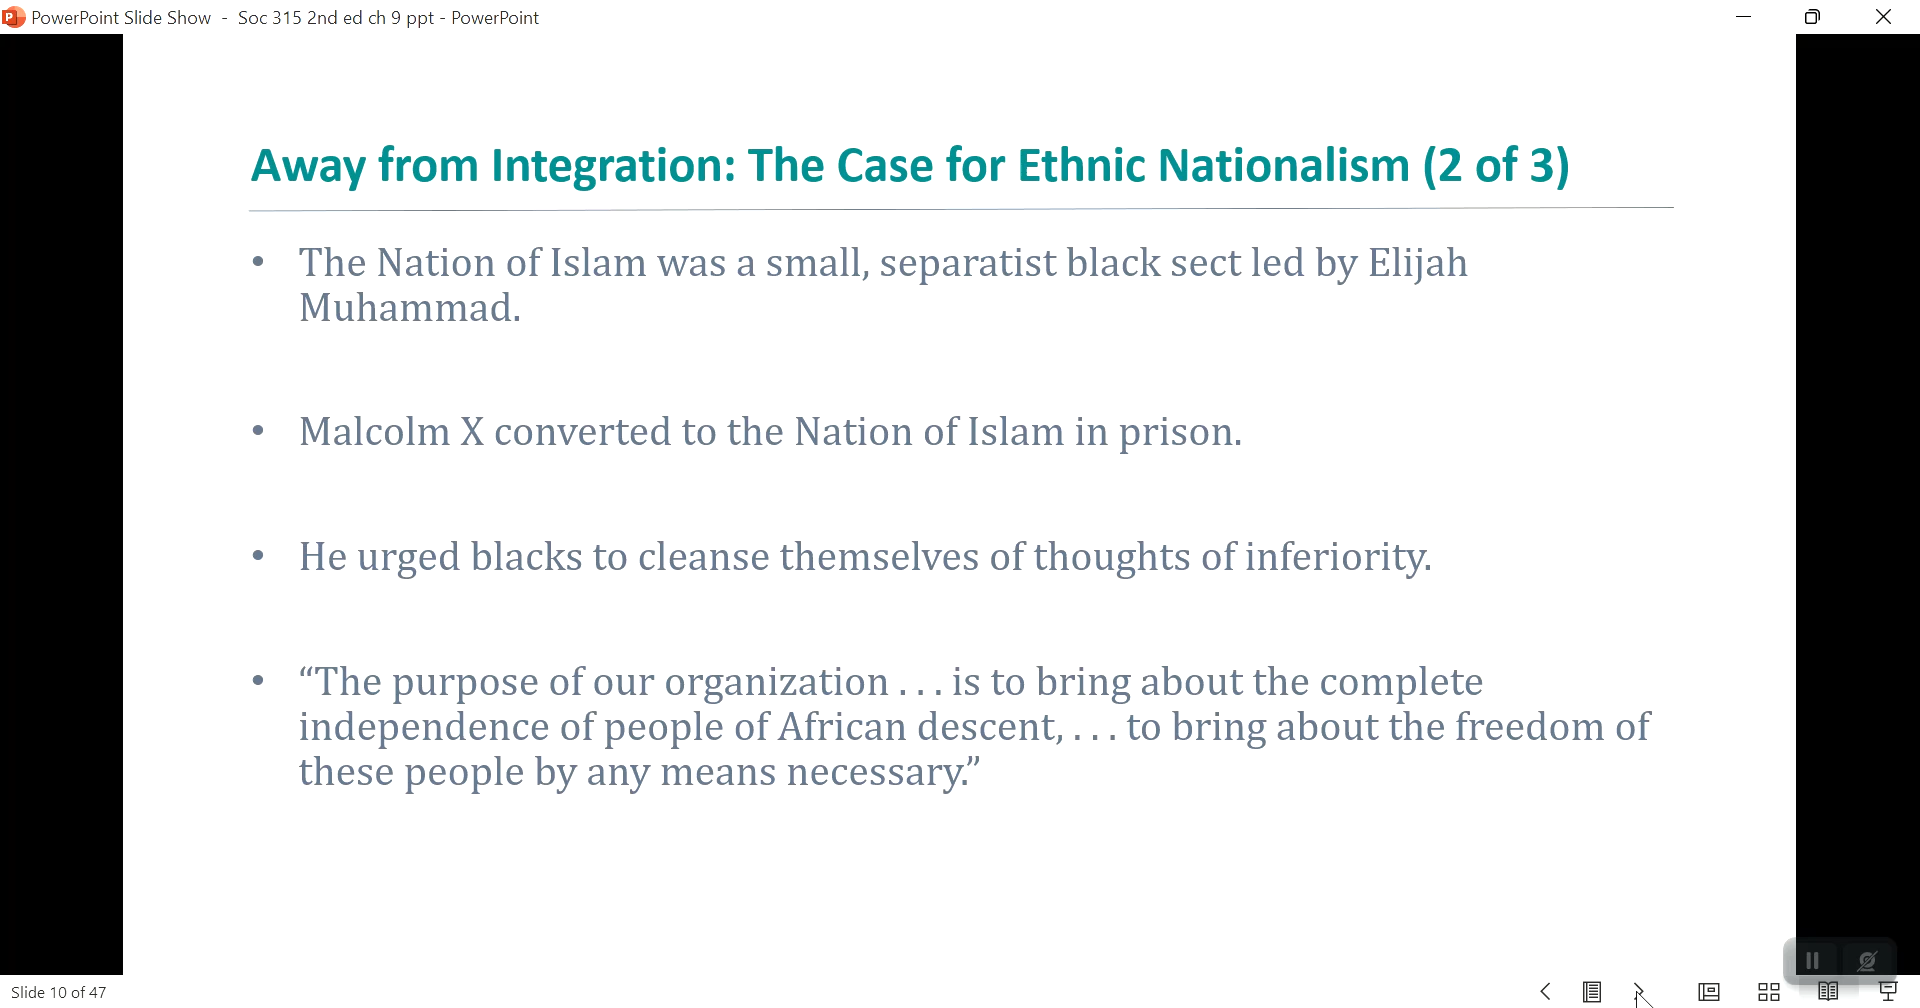 PowerPoint Slide Show - Soc 315 2nd ed ch 9 ppt - PowerPoint
Away from Integration: The Case for Ethnic Nationalism (2 of 3)
• The Nation of Islam was a small, separatist black sect led by Elijah
Muhammad.
• Malcolm X converted to the Nation of Islam in prison.
• He urged blacks to cleanse themselves of thoughts of inferiority.
• “The purpose of our organization . . . is to bring about the complete
independence of people of African descent, . . . to bring about the freedom of
these people by any means necessary.”
Slide 10 of 47